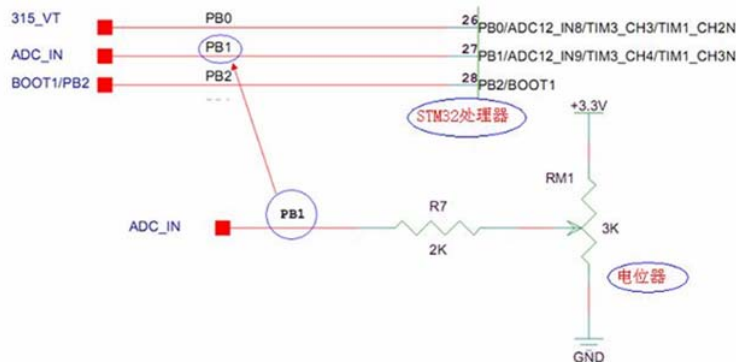 315_VT PB0 26 PB0/ADC12_IN8/TIM3_CH3/TIM1_CH2N
ADC_IN PB1 27 PB1/ADC12_IN9/TIM3_CH4/TIM1_CH3N
BOOT1/PB2 PB2 28 PB2/BOOT1
STM32处理器
+3.3V
RM1
ADC_IN PB1 R7 3K
2K
电位器
GND